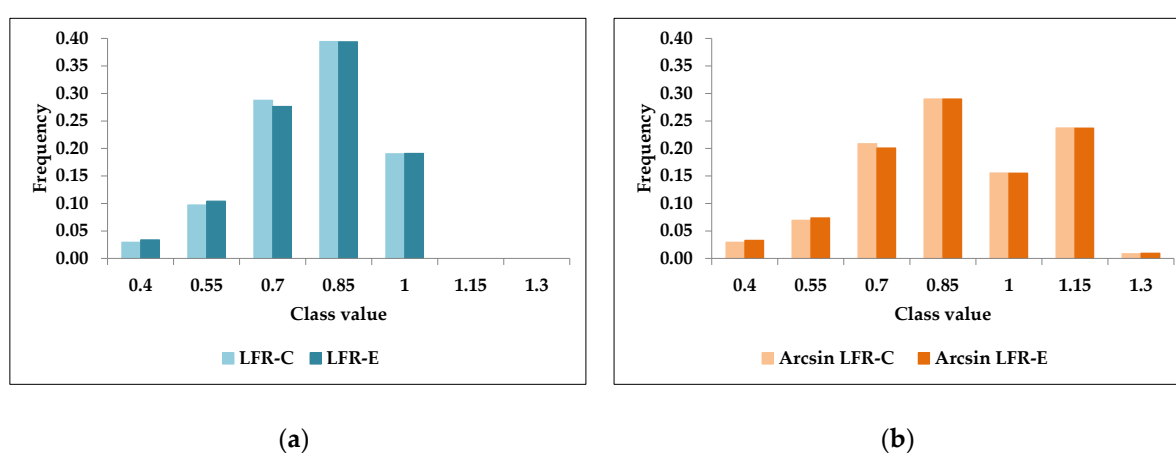 0.40
0.35
0.30
0.25
0.20
0.15
0.10
0.05
0.00
Frequency
0.4 0.55 0.7 0.85 1 1.15 1.3
Class value
LFR-C LFR-E
(a)
0.40
0.35
0.30
0.25
0.20
0.15
0.10
0.05
0.00
Frequency
0.4 0.55 0.7 0.85 1 1.15 1.3
Class value
Arcsin LFR-C Arcsin LFR-E
(b)